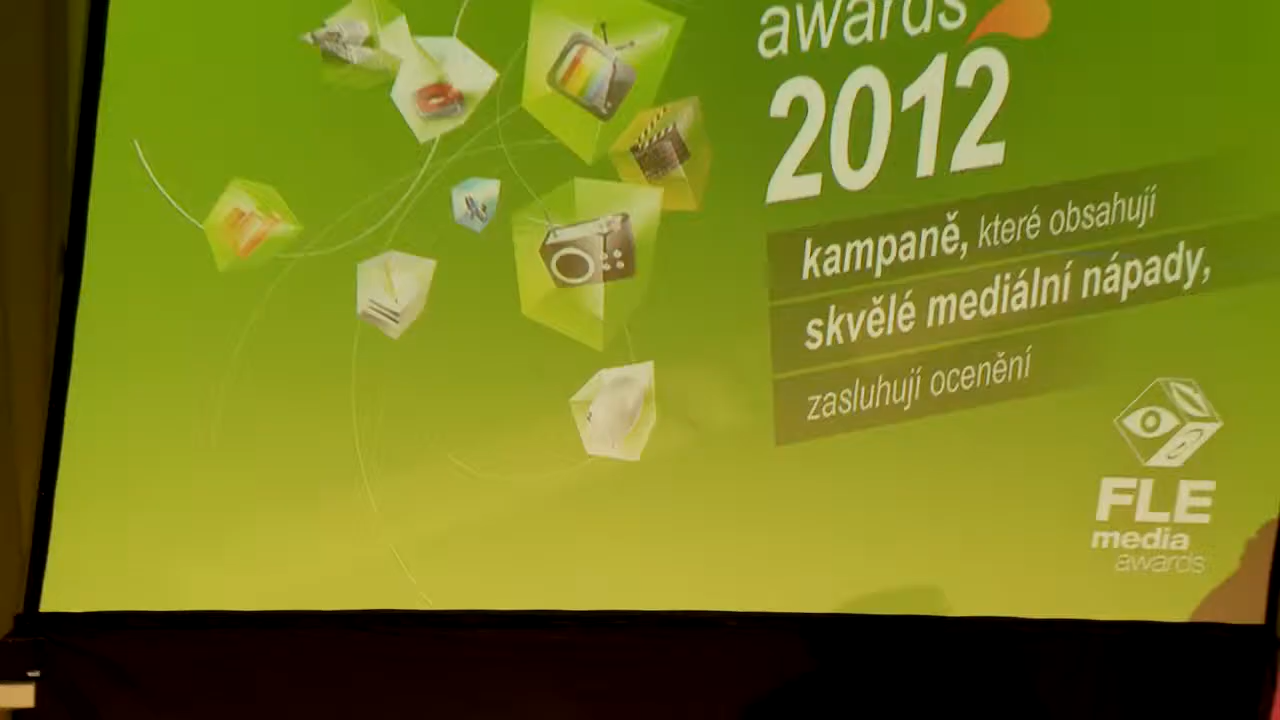 awards
2012
kampaně, které obsahují
skvělé mediální nápady,
zasluhují ocenění
FLE
media
awards